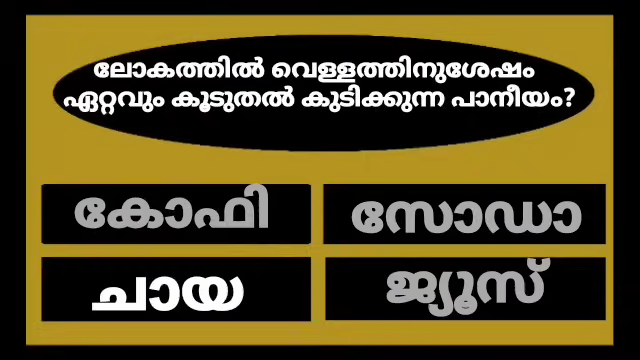 ലോകത്തിൽ വെള്ളത്തിനുശേഷം
ഏറ്റവും കൂടുതൽ കുടിക്കുന്ന പാനീയം?
കോഫി
സോഡാ
ചായ
ജ്യൂസ്